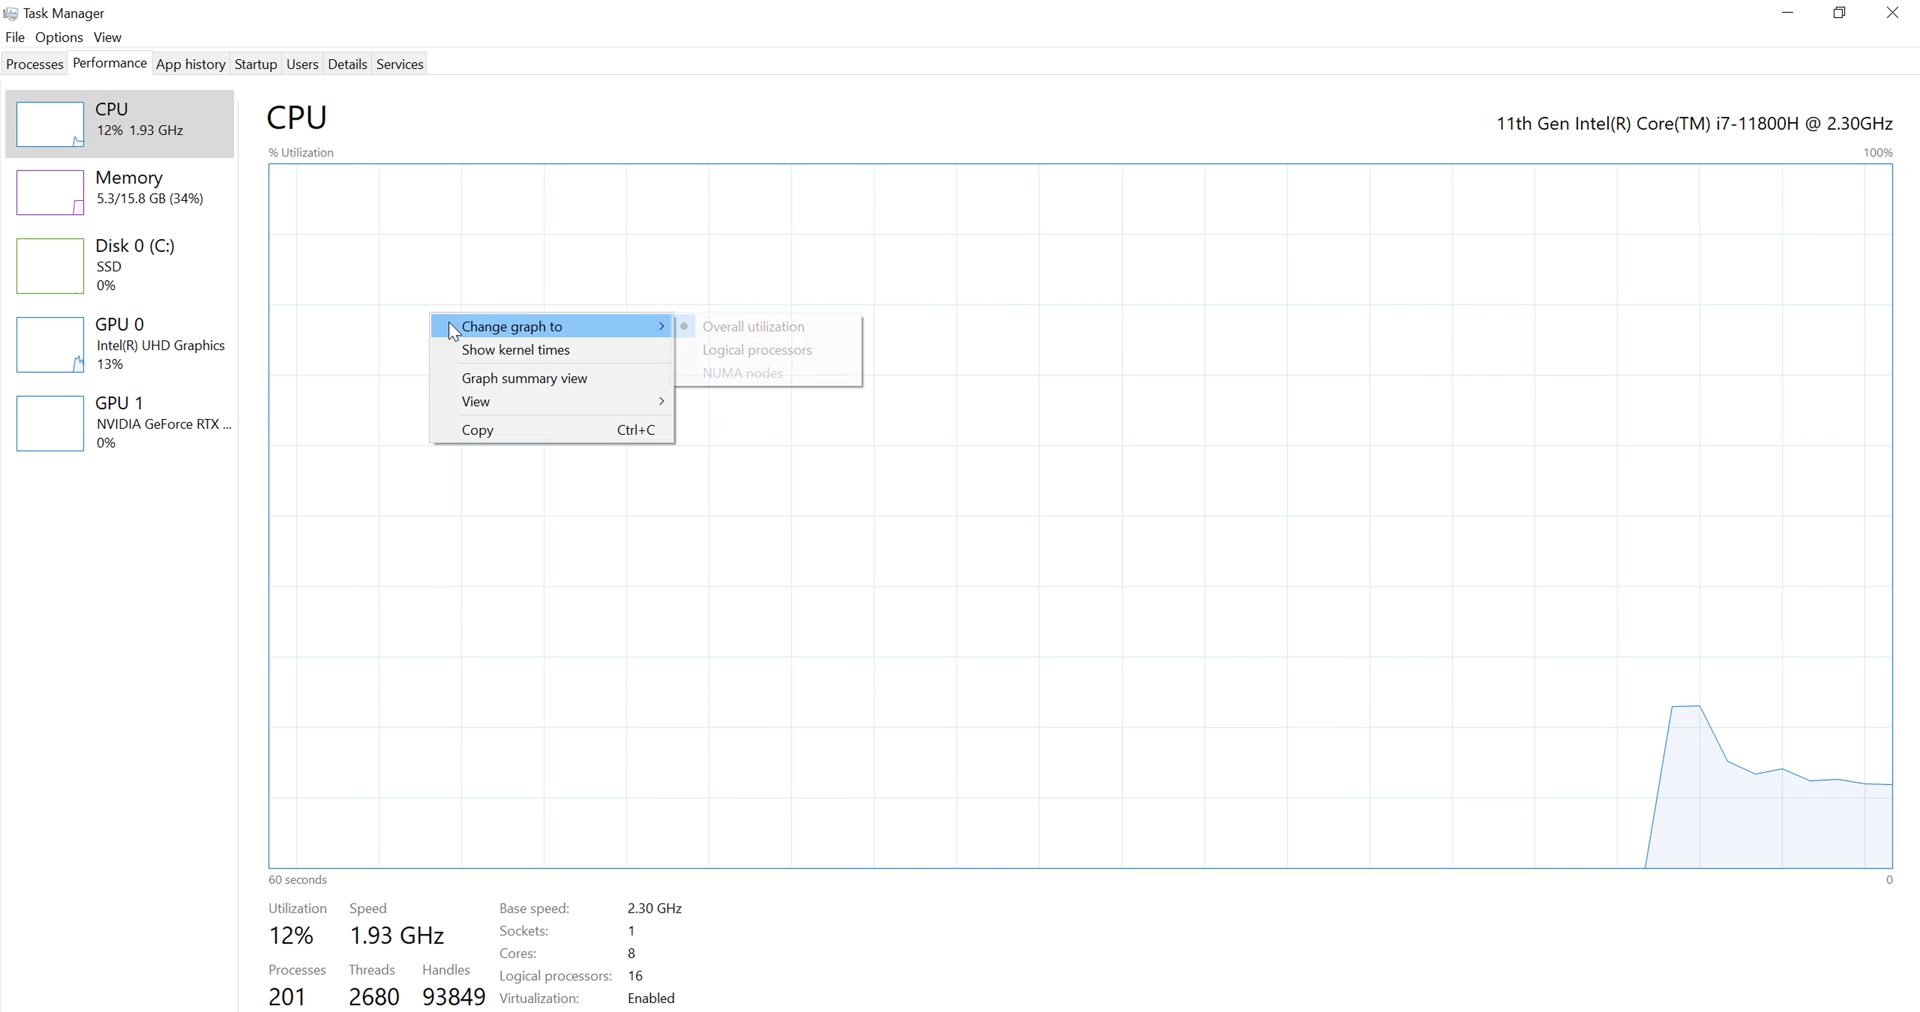 Task Manager
File Options View
Processes Performance App history Startup Users Details Services
CPU
12% 1.93 GHz
Memory
5.3/15.8 GB (34%)
Disk 0 (C:)
SSD
0%
GPU 0
Intel(R) UHD Graphics
13%
GPU 1
NVIDIA GeForce RTX ...
0%
CPU
11th Gen Intel(R) Core(TM) i7-11800H @ 2.30GHz
% Utilization
100%
Change graph to
Show kernel times
Graph summary view
View
Copy Ctrl+C
Overall utilization
Logical processors
NUMA nodes
60 seconds
0
Utilization Speed
12% 1.93 GHz
Processes Threads Handles
201 2680 93849
Base speed: 2.30 GHz
Sockets: 1
Cores: 8
Logical processors: 16
Virtualization: Enabled